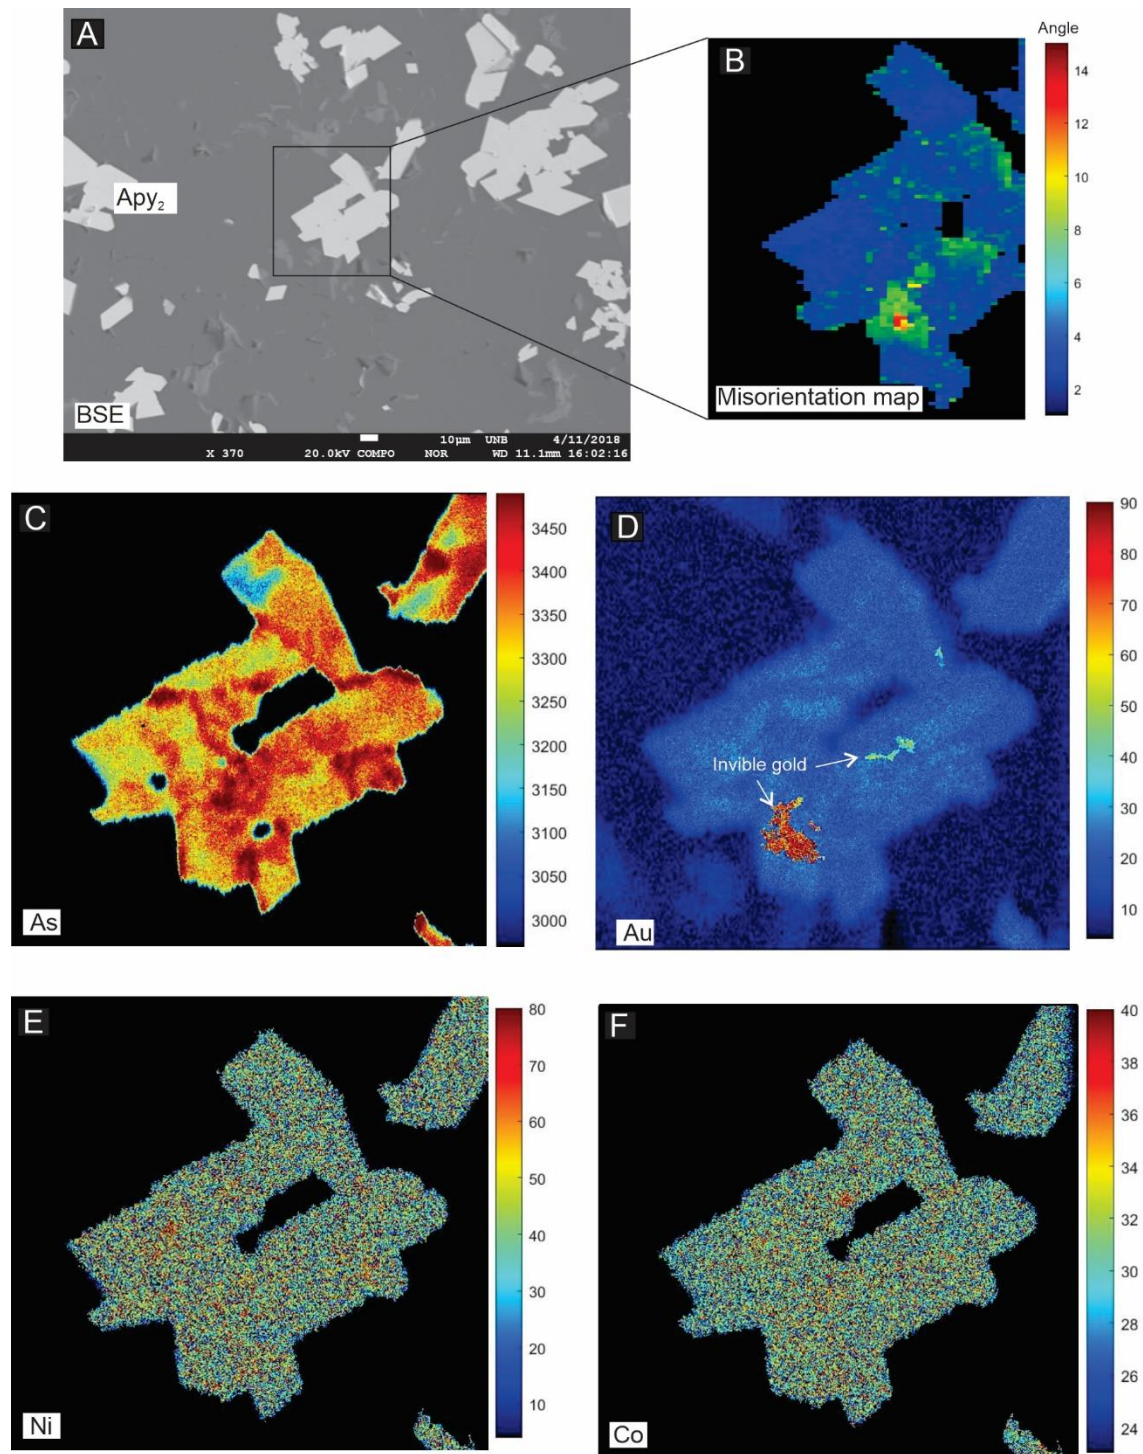 A
Apy₂
BSE
10μm UNB 4/11/2018
X 370 20.0kV COMPO NOR WD 11.1mm 16:02:16
Angle
B
14
12
10
8
6
4
2
Misorientation map
C
3450
3400
3350
3300
3250
3200
3150
3100
3050
3000
As
D
90
80
70
60
50
40
30
20
10
Invible gold
Au
E
80
70
60
50
40
30
20
10
Ni
F
40
38
36
34
32
30
28
26
24
Co